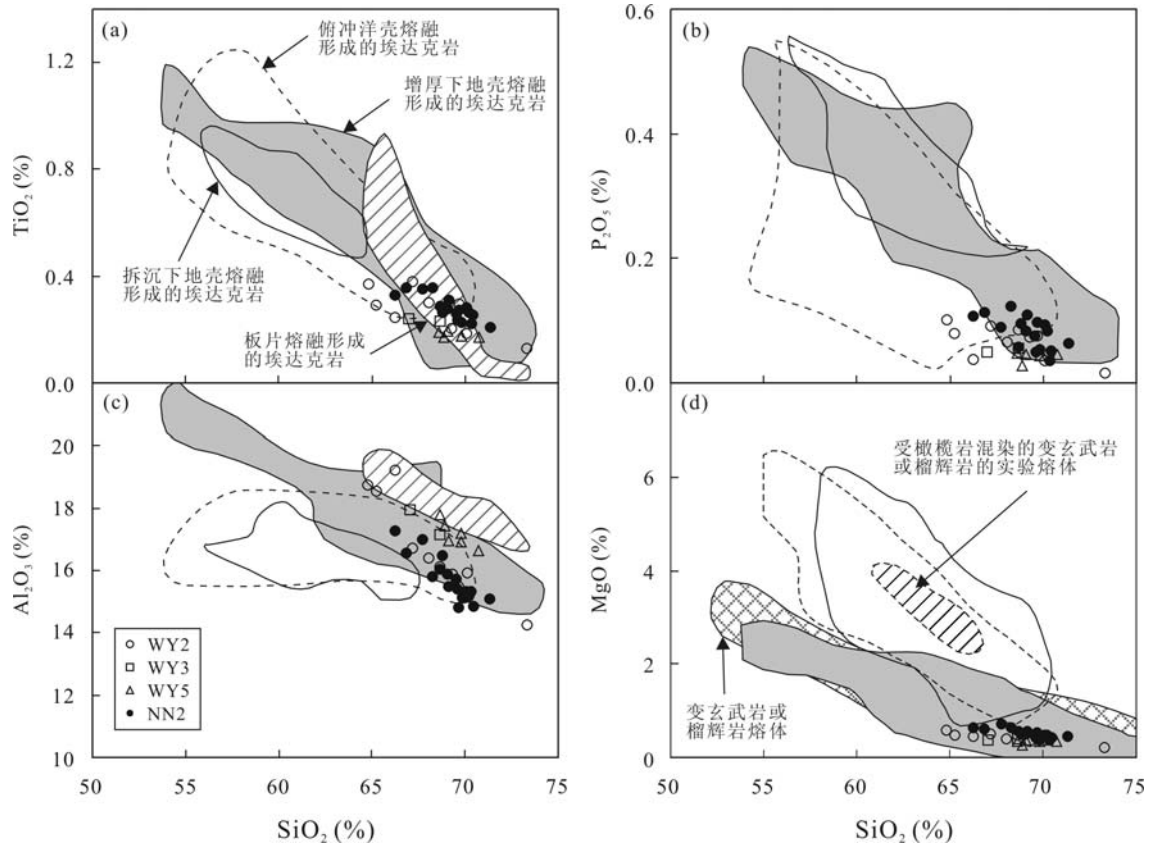 (a)
俯冲洋壳熔融
形成的埃达克岩
增厚下地壳熔融
形成的埃达克岩
拆沉下地壳熔融
形成的埃达克岩
板片熔融形成
的埃达克岩
TiO₂ (%)
1.2
0.8
0.4
0.0
(b)
P₂O₅ (%)
0.6
0.4
0.2
0
(c)
Al₂O₃ (%)
20
18
16
14
12
10
WY2
WY3
WY5
NN2
50
55
60
65
70
SiO₂ (%)
(d)
受橄榄岩混染的变玄武岩
或榴辉岩的实验熔体
变玄武岩或
榴辉岩熔体
MgO (%)
6
4
2
0
50
55
60
65
70
75
SiO₂ (%)